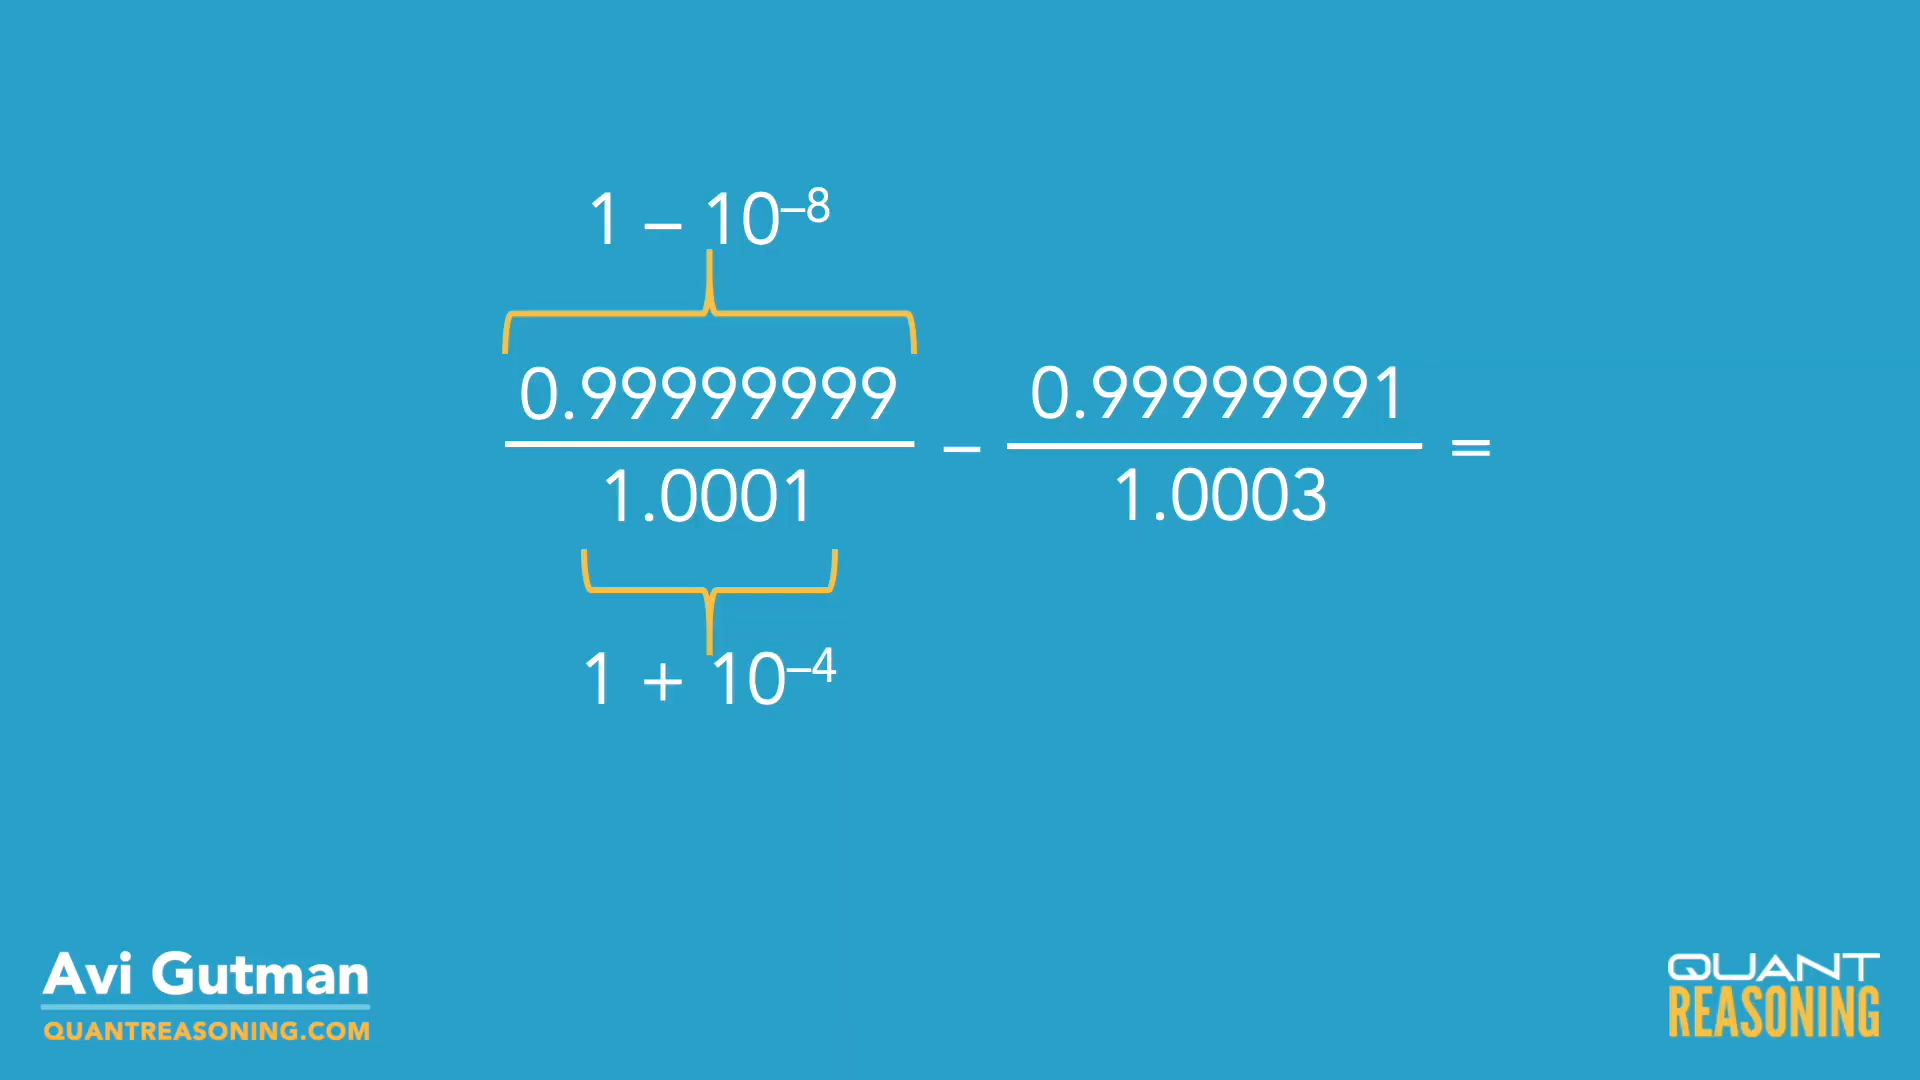 1 – 10⁻⁸
0.99999999 / 1.0001 – 0.99999991 / 1.0003 =
1 + 10⁻⁴
Avi Gutman
QUANTREASONING.COM
QUANT
REASONING